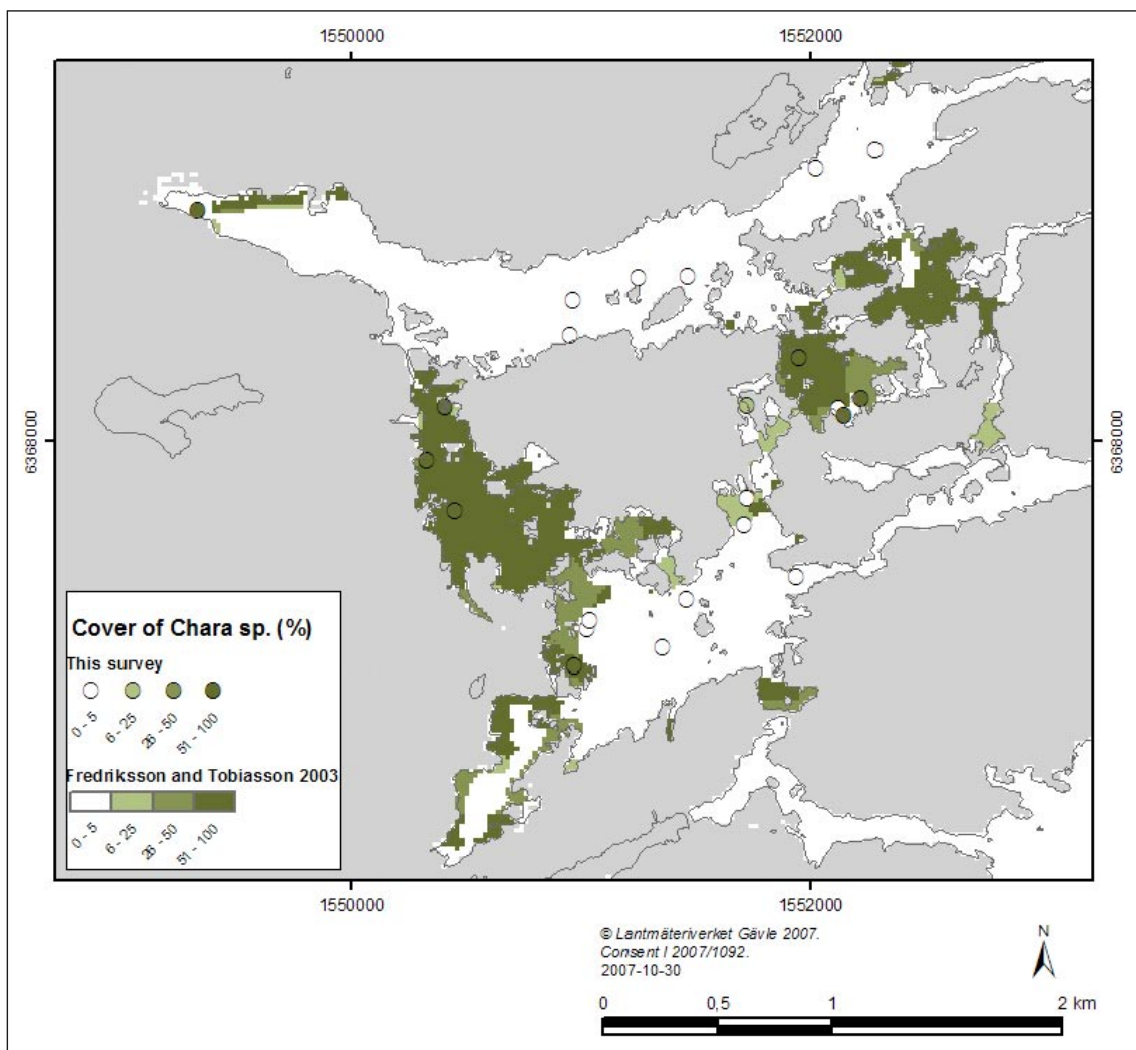 1550000 1552000
6368000 6368000
Cover of Chara sp. (%)
This survey
0 - 5 6 - 25 26 - 50 51 - 100
Fredriksson and Tobiasson 2003
0 - 5 6 - 25 26 - 50 51 - 100
1550000 1552000
© Lantmäteriverket Gävle 2007.
Consent I 2007/1092.
2007-10-30
N
0 0,5 1 2 km